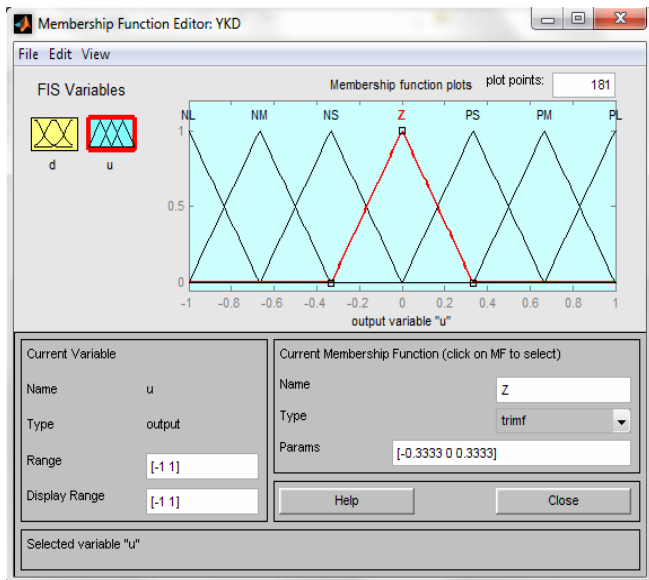 Membership Function Editor: YKD
File Edit View
FIS Variables
d u
Membership function plots plot points: 181
NL NM NS Z PS PM PL
1
0.5
0
-1 -0.8 -0.6 -0.4 -0.2 0 0.2 0.4 0.6 0.8 1
output variable "u"
Current Variable
Name u
Type output
Range [-1 1]
Display Range [-1 1]
Current Membership Function (click on MF to select)
Name Z
Type trimf
Params [-0.3333 0 0.3333]
Help Close
Selected variable "u"